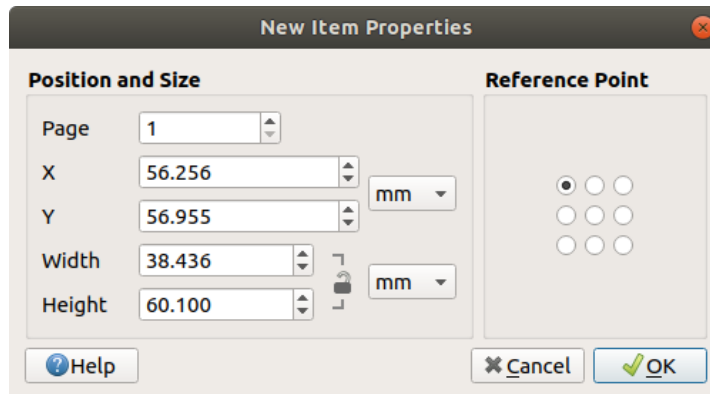 New Item Properties
Position and Size
Reference Point
Page 1
X 56.256
mm
Y 56.955
Width 38.436
mm
Height 60.100
Help
Cancel
OK